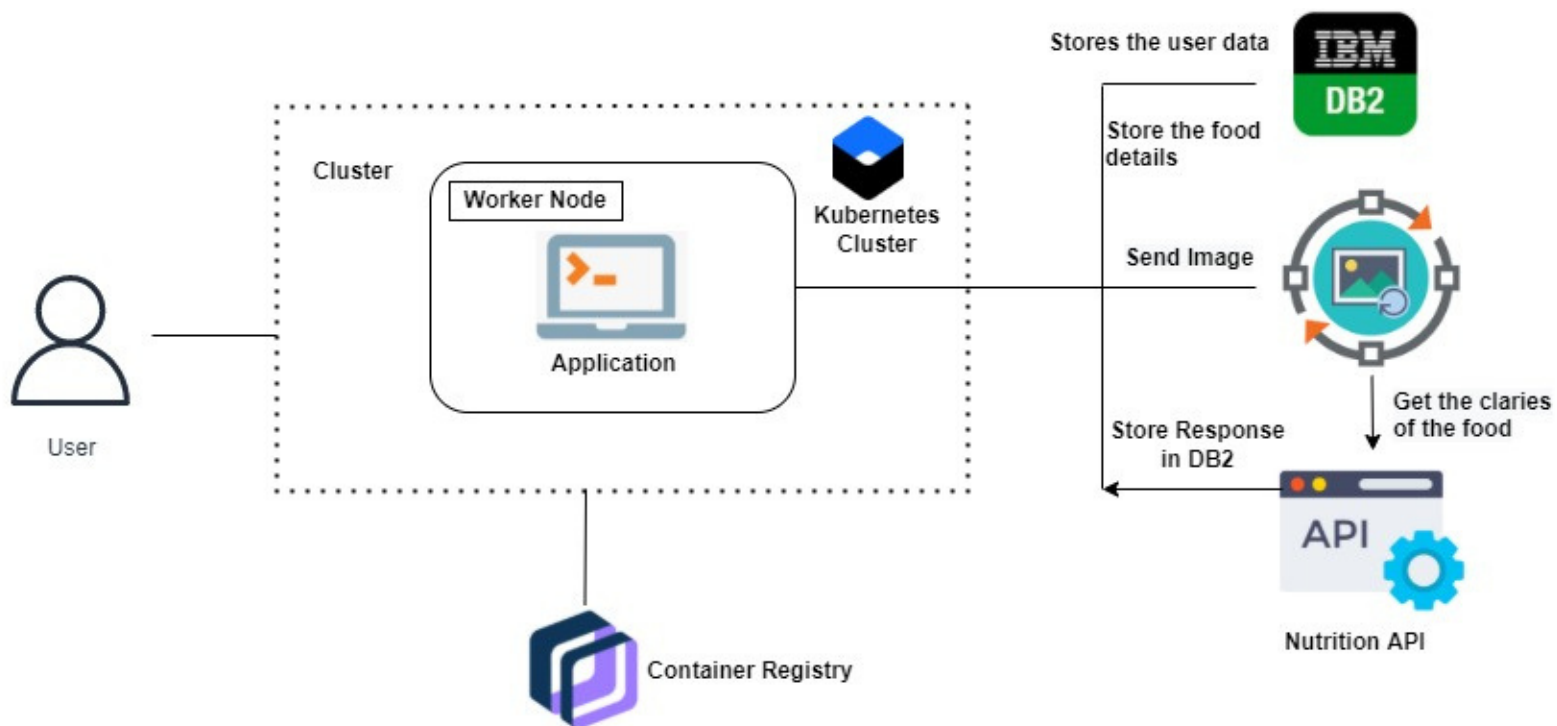 Stores the user data
IBM
DB2
Store the food
details
Cluster
Worker Node
Kubernetes
Cluster
Send Image
Application
Get the claries
of the food
User
Store Response
in DB2
API
Nutrition API
Container Registry